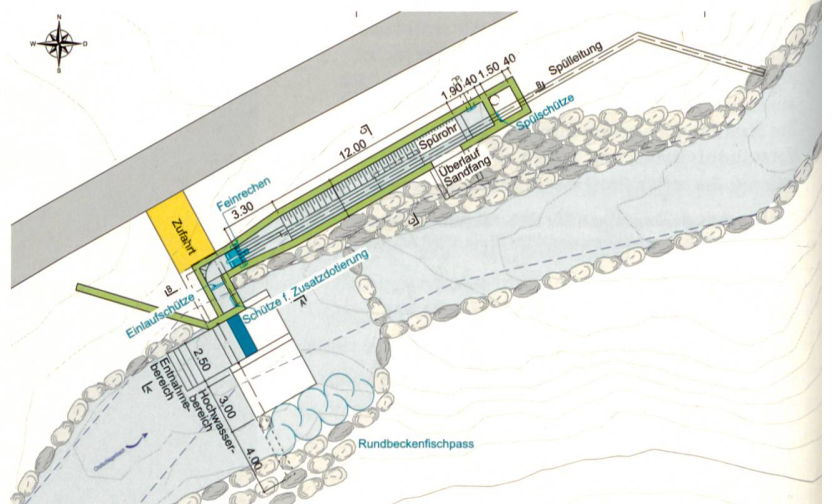 N
W O
S
1.90 .40 1.50 .40
B
Spülleitung
Spülschütze
C
Spürohr
12.00
Überlauf
Sandfang
C
Feinrechen
3.30
Zufahrt
B
Schütze f. Zusatzdotierung
A
Einlaufschütze
2.50
Entnahme-
bereich
A
3.00
Hochwasser-
bereich
4.00
Rundbeckenfischpass